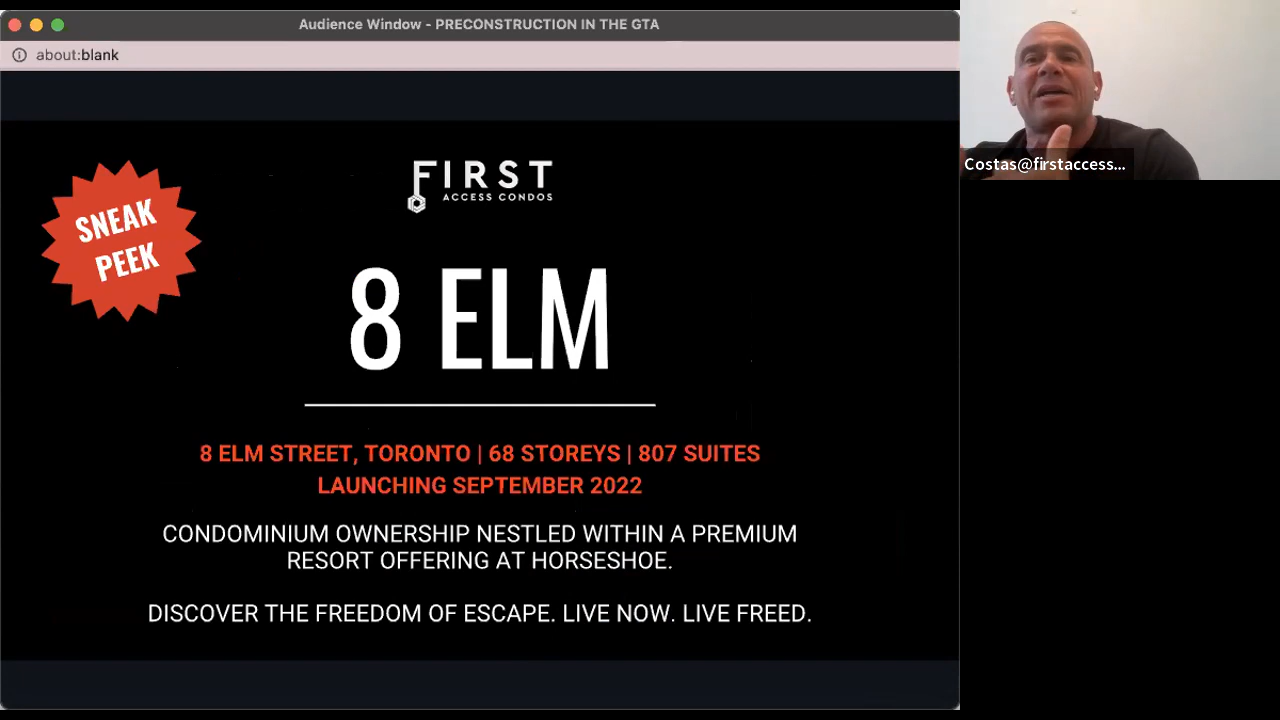 Audience Window - PRECONSTRUCTION IN THE GTA
about:blank
SNEAK
PEEK
FIRST
ACCESS CONDOS
8 ELM
8 ELM STREET, TORONTO | 68 STOREYS | 807 SUITES
LAUNCHING SEPTEMBER 2022
CONDOMINIUM OWNERSHIP NESTLED WITHIN A PREMIUM
RESORT OFFERING AT HORSESHOE.
DISCOVER THE FREEDOM OF ESCAPE. LIVE NOW. LIVE FREED.
Costas@firstaccess...